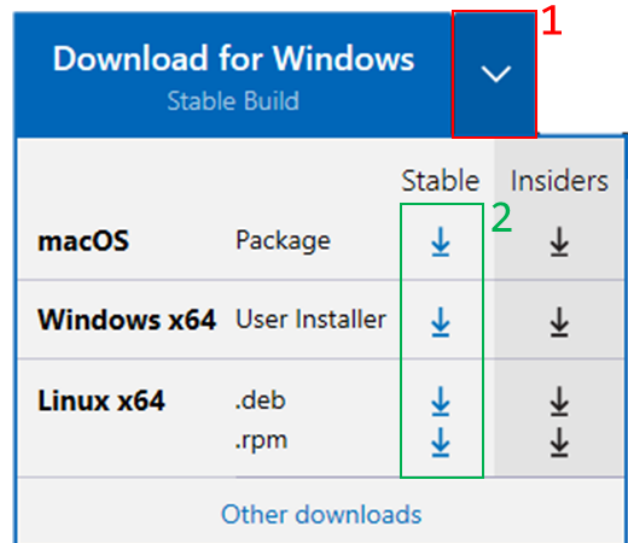 Download for Windows
Stable Build
1
Stable Insiders
2
macOS Package
Windows x64 User Installer
Linux x64 .deb
.rpm
Other downloads